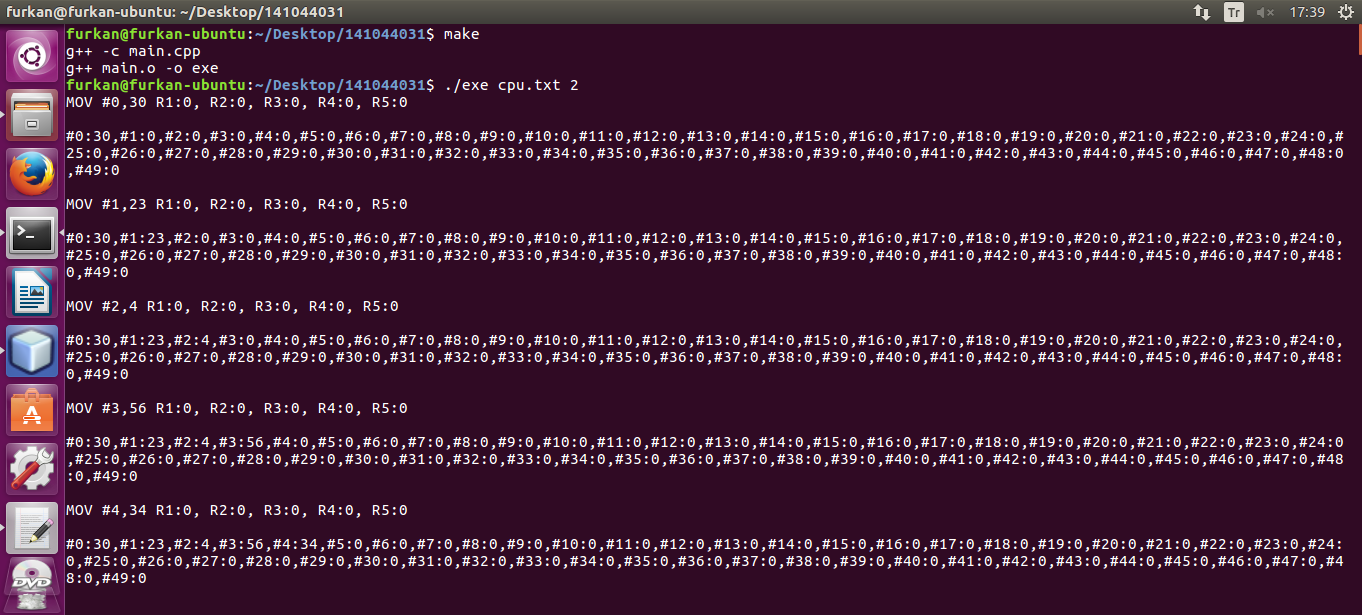 furkan@furkan-ubuntu: ~/Desktop/141044031
Tr
17:39
furkan@furkan-ubuntu:~/Desktop/141044031$ make
g++ -c main.cpp
g++ main.o -o exe
furkan@furkan-ubuntu:~/Desktop/141044031$ ./exe cpu.txt 2
MOV #0,30 R1:0, R2:0, R3:0, R4:0, R5:0
#0:30,#1:0,#2:0,#3:0,#4:0,#5:0,#6:0,#7:0,#8:0,#9:0,#10:0,#11:0,#12:0,#13:0,#14:0,#15:0,#16:0,#17:0,#18:0,#19:0,#20:0,#21:0,#22:0,#23:0,#24:0,#
25:0,#26:0,#27:0,#28:0,#29:0,#30:0,#31:0,#32:0,#33:0,#34:0,#35:0,#36:0,#37:0,#38:0,#39:0,#40:0,#41:0,#42:0,#43:0,#44:0,#45:0,#46:0,#47:0,#48:0
,#49:0
MOV #1,23 R1:0, R2:0, R3:0, R4:0, R5:0
#0:30,#1:23,#2:0,#3:0,#4:0,#5:0,#6:0,#7:0,#8:0,#9:0,#10:0,#11:0,#12:0,#13:0,#14:0,#15:0,#16:0,#17:0,#18:0,#19:0,#20:0,#21:0,#22:0,#23:0,#24:0,
#25:0,#26:0,#27:0,#28:0,#29:0,#30:0,#31:0,#32:0,#33:0,#34:0,#35:0,#36:0,#37:0,#38:0,#39:0,#40:0,#41:0,#42:0,#43:0,#44:0,#45:0,#46:0,#47:0,#48:
0,#49:0
MOV #2,4 R1:0, R2:0, R3:0, R4:0, R5:0
#0:30,#1:23,#2:4,#3:0,#4:0,#5:0,#6:0,#7:0,#8:0,#9:0,#10:0,#11:0,#12:0,#13:0,#14:0,#15:0,#16:0,#17:0,#18:0,#19:0,#20:0,#21:0,#22:0,#23:0,#24:0,
#25:0,#26:0,#27:0,#28:0,#29:0,#30:0,#31:0,#32:0,#33:0,#34:0,#35:0,#36:0,#37:0,#38:0,#39:0,#40:0,#41:0,#42:0,#43:0,#44:0,#45:0,#46:0,#47:0,#48:
0,#49:0
MOV #3,56 R1:0, R2:0, R3:0, R4:0, R5:0
#0:30,#1:23,#2:4,#3:56,#4:0,#5:0,#6:0,#7:0,#8:0,#9:0,#10:0,#11:0,#12:0,#13:0,#14:0,#15:0,#16:0,#17:0,#18:0,#19:0,#20:0,#21:0,#22:0,#23:0,#24:0
,#25:0,#26:0,#27:0,#28:0,#29:0,#30:0,#31:0,#32:0,#33:0,#34:0,#35:0,#36:0,#37:0,#38:0,#39:0,#40:0,#41:0,#42:0,#43:0,#44:0,#45:0,#46:0,#47:0,#48
:0,#49:0
MOV #4,34 R1:0, R2:0, R3:0, R4:0, R5:0
#0:30,#1:23,#2:4,#3:56,#4:34,#5:0,#6:0,#7:0,#8:0,#9:0,#10:0,#11:0,#12:0,#13:0,#14:0,#15:0,#16:0,#17:0,#18:0,#19:0,#20:0,#21:0,#22:0,#23:0,#24:
0,#25:0,#26:0,#27:0,#28:0,#29:0,#30:0,#31:0,#32:0,#33:0,#34:0,#35:0,#36:0,#37:0,#38:0,#39:0,#40:0,#41:0,#42:0,#43:0,#44:0,#45:0,#46:0,#47:0,#4
8:0,#49:0
DVD